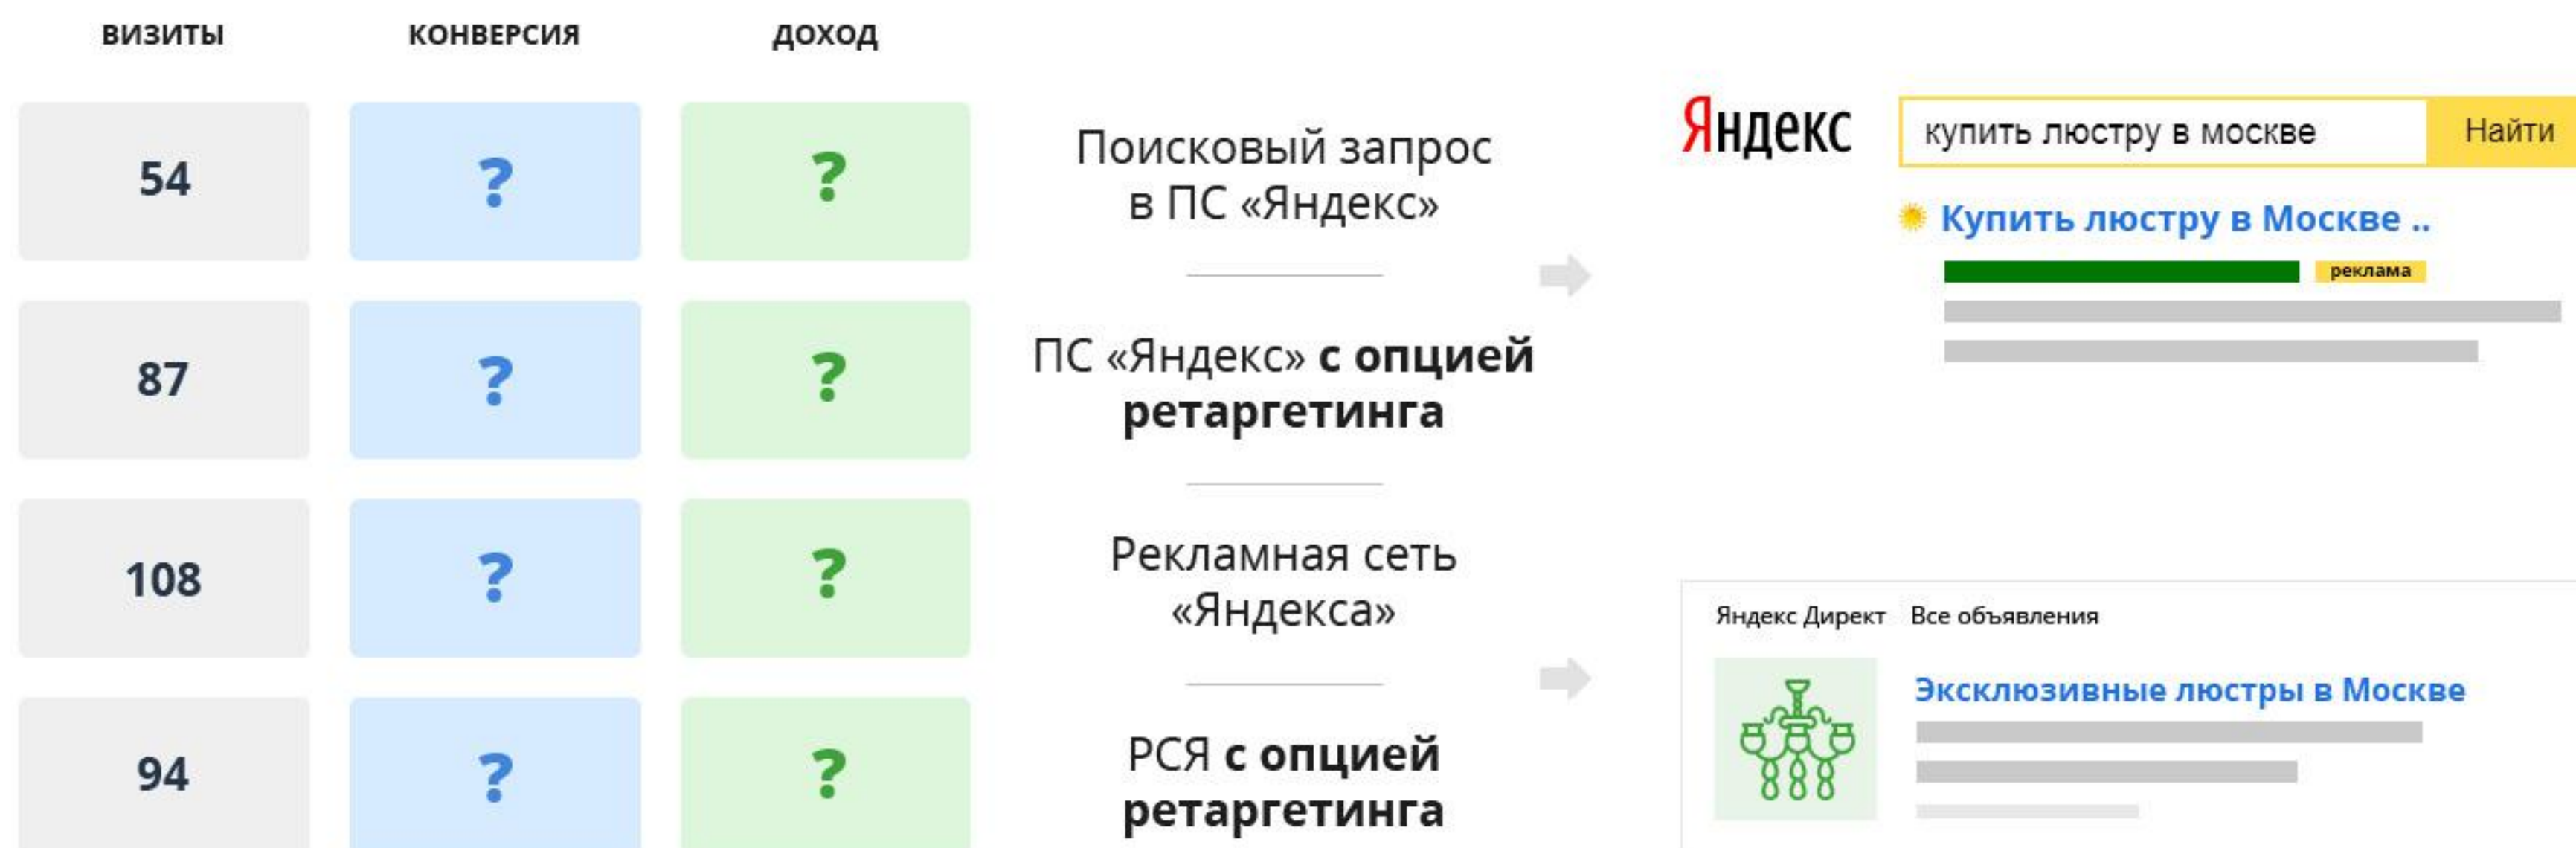 ВИЗИТЫ
КОНВЕРСИЯ
ДОХОД
54
?
?
87
?
?
108
?
?
94
?
?
Поисковый запрос
в ПС «Яндекс»
ПС «Яндекс» с опцией
ретаргетинга
Рекламная сеть
«Яндекса»
РСЯ с опцией
ретаргетинга
Яндекс
купить люстру в москве
Найти
Купить люстру в Москве ..
реклама
Яндекс Директ
Все объявления
Эксклюзивные люстры в Москве